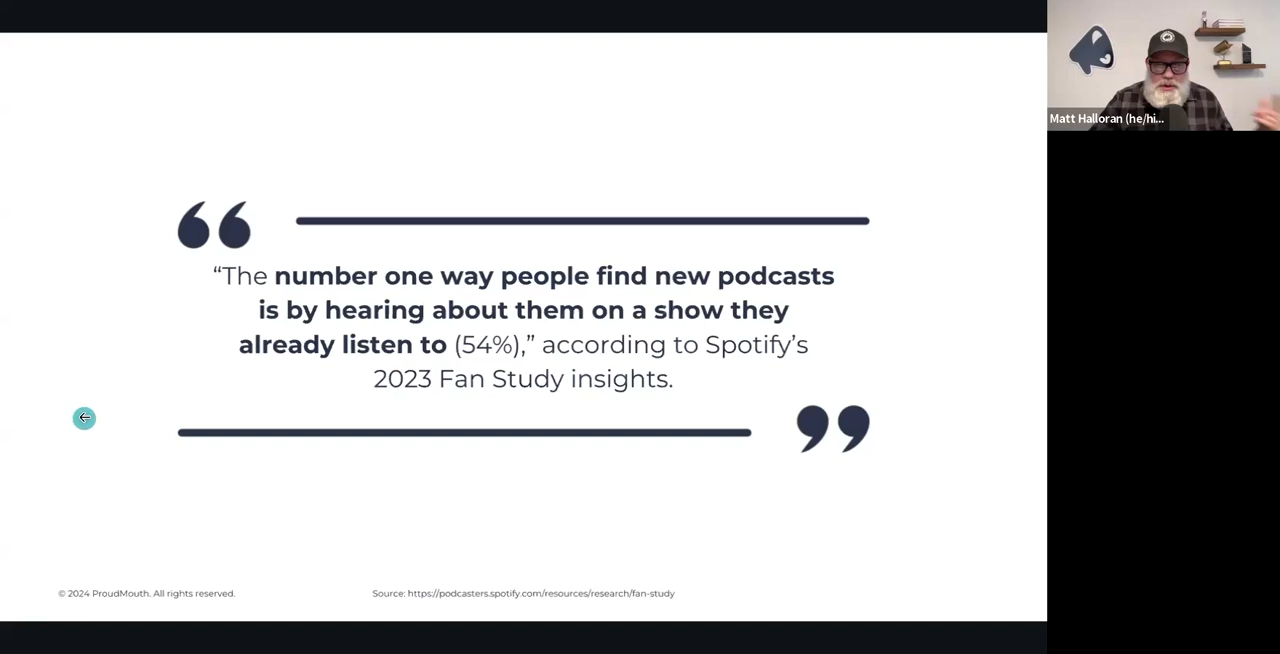 “The number one way people find new podcasts
is by hearing about them on a show they
already listen to (54%),” according to Spotify’s
2023 Fan Study insights.
© 2024 ProudMouth. All rights reserved.
Source: https://podcasters.spotify.com/resources/research/fan-study
Matt Halloran (he/hi...